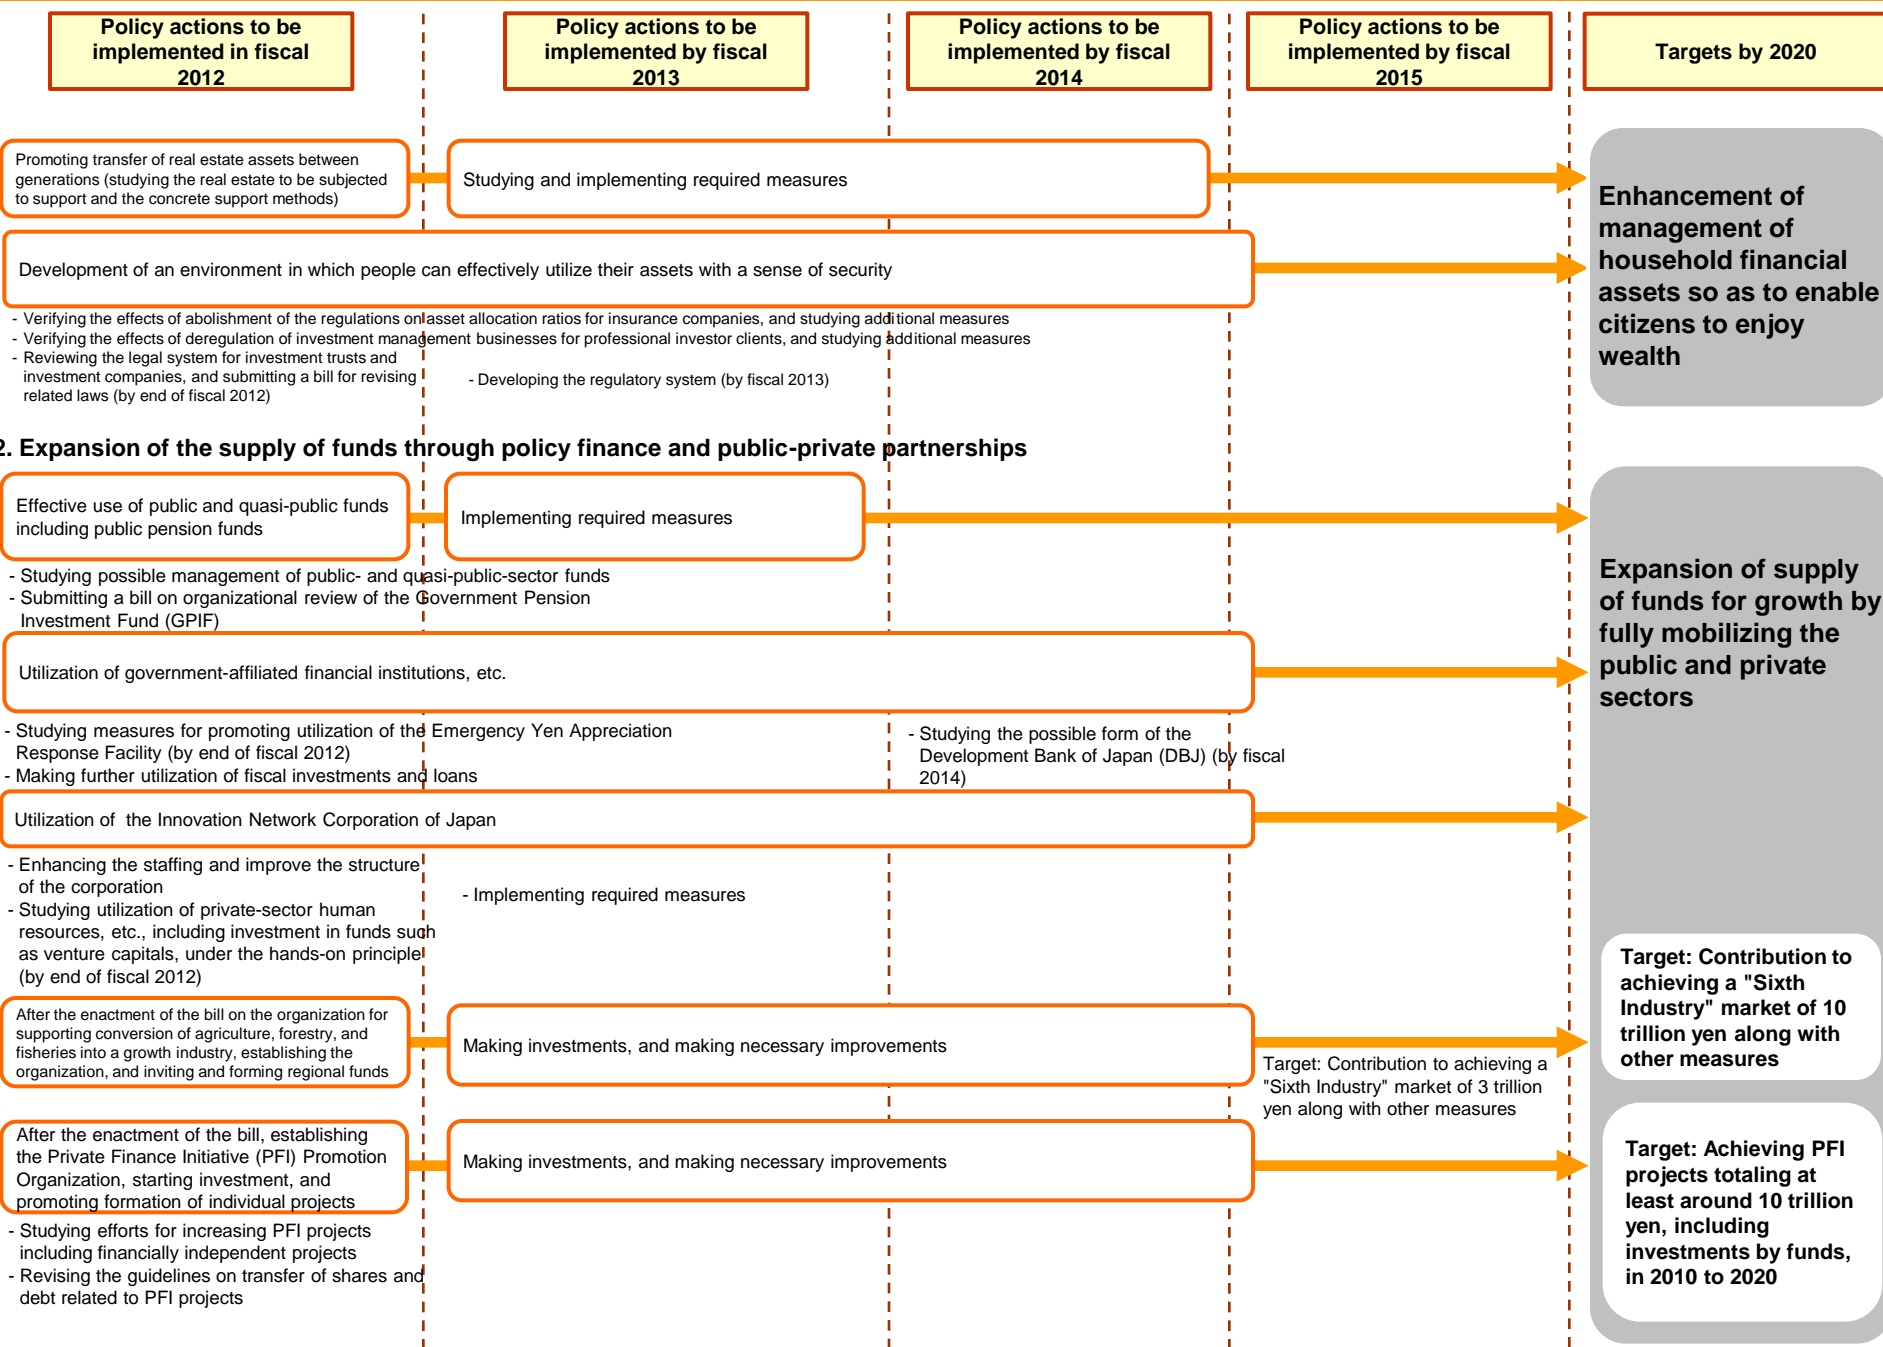 Policy actions to be
implemented in fiscal
2012
Policy actions to be
implemented by fiscal
2013
Policy actions to be
implemented by fiscal
2014
Policy actions to be
implemented by fiscal
2015
Targets by 2020
Promoting transfer of real estate assets between
generations (studying the real estate to be subjected
to support and the concrete support methods)
Studying and implementing required measures
Development of an environment in which people can effectively utilize their assets with a sense of security
- Verifying the effects of abolishment of the regulations on asset allocation ratios for insurance companies, and studying additional measures
- Verifying the effects of deregulation of investment management businesses for professional investor clients, and studying additional measures
- Reviewing the legal system for investment trusts and
investment companies, and submitting a bill for revising
related laws (by end of fiscal 2012)
- Developing the regulatory system (by fiscal 2013)
Enhancement of
management of
household financial
assets so as to enable
citizens to enjoy
wealth
2. Expansion of the supply of funds through policy finance and public-private partnerships
Effective use of public and quasi-public funds
including public pension funds
Implementing required measures
- Studying possible management of public- and quasi-public-sector funds
- Submitting a bill on organizational review of the Government Pension
Investment Fund (GPIF)
Utilization of government-affiliated financial institutions, etc.
- Studying measures for promoting utilization of the Emergency Yen Appreciation
Response Facility (by end of fiscal 2012)
- Making further utilization of fiscal investments and loans
- Studying the possible form of the
Development Bank of Japan (DBJ) (by fiscal
2014)
Utilization of  the Innovation Network Corporation of Japan
- Enhancing the staffing and improve the structure
of the corporation
- Studying utilization of private-sector human
resources, etc., including investment in funds such
as venture capitals, under the hands-on principle
(by end of fiscal 2012)
- Implementing required measures
After the enactment of the bill on the organization for
supporting conversion of agriculture, forestry, and
fisheries into a growth industry, establishing the
organization, and inviting and forming regional funds
Making investments, and making necessary improvements
Target: Contribution to achieving a
"Sixth Industry" market of 3 trillion
yen along with other measures
After the enactment of the bill, establishing
the Private Finance Initiative (PFI) Promotion
Organization, starting investment, and
promoting formation of individual projects
Making investments, and making necessary improvements
- Studying efforts for increasing PFI projects
including financially independent projects
- Revising the guidelines on transfer of shares and
debt related to PFI projects
Expansion of supply
of funds for growth by
fully mobilizing the
public and private
sectors
Target: Contribution to
achieving a "Sixth
Industry" market of 10
trillion yen along with
other measures
Target: Achieving PFI
projects totaling at
least around 10 trillion
yen, including
investments by funds,
in 2010 to 2020